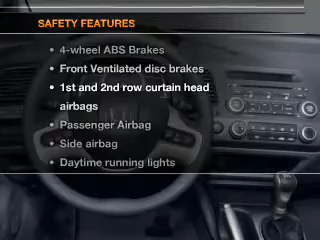 SAFETY FEATURES
• 4-wheel ABS Brakes
• Front Ventilated disc brakes
• 1st and 2nd row curtain head
airbags
• Passenger Airbag
• Side airbag
• Daytime running lights